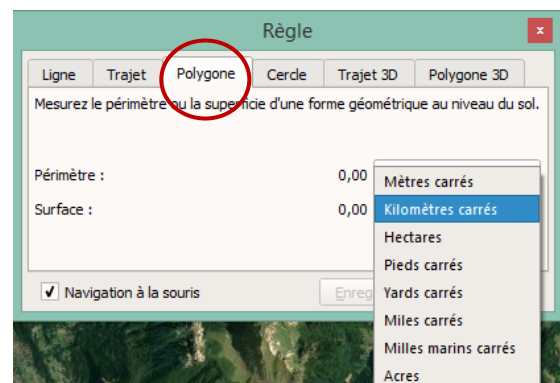 Règle
x
Ligne Trajet Polygone Cercle Trajet 3D Polygone 3D
Mesurez le périmètre ou la superficie d'une forme géométrique au niveau du sol.
Périmètre : 0,00
Mètres carrés
Surface : 0,00 Kilomètres carrés
Hectares
Pieds carrés
Navigation à la souris Enreg Yards carrés
Miles carrés
Milles marins carrés
Acres